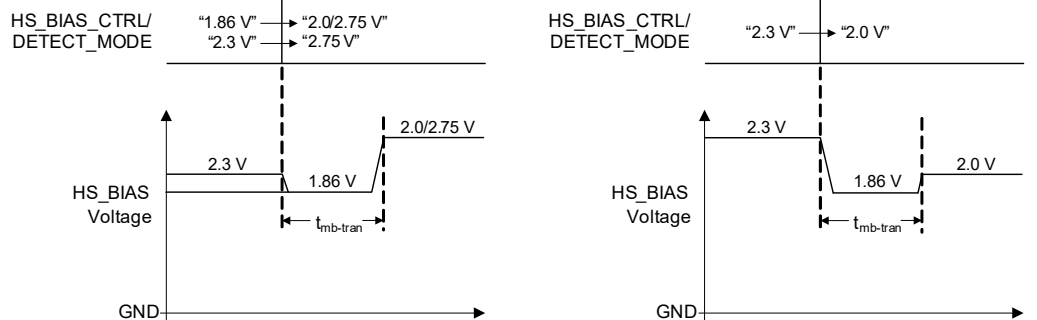 HS_BIAS_CTRL/
DETECT_MODE
“1.86 V” “2.0/2.75 V”
“2.3 V” “2.75 V”
2.3 V
1.86 V
2.0/2.75 V
HS_BIAS
Voltage
tmb-tran
GND
HS_BIAS_CTRL/
DETECT_MODE
“2.3 V” “2.0 V”
2.3 V
1.86 V
2.0 V
HS_BIAS
Voltage
tmb-tran
GND